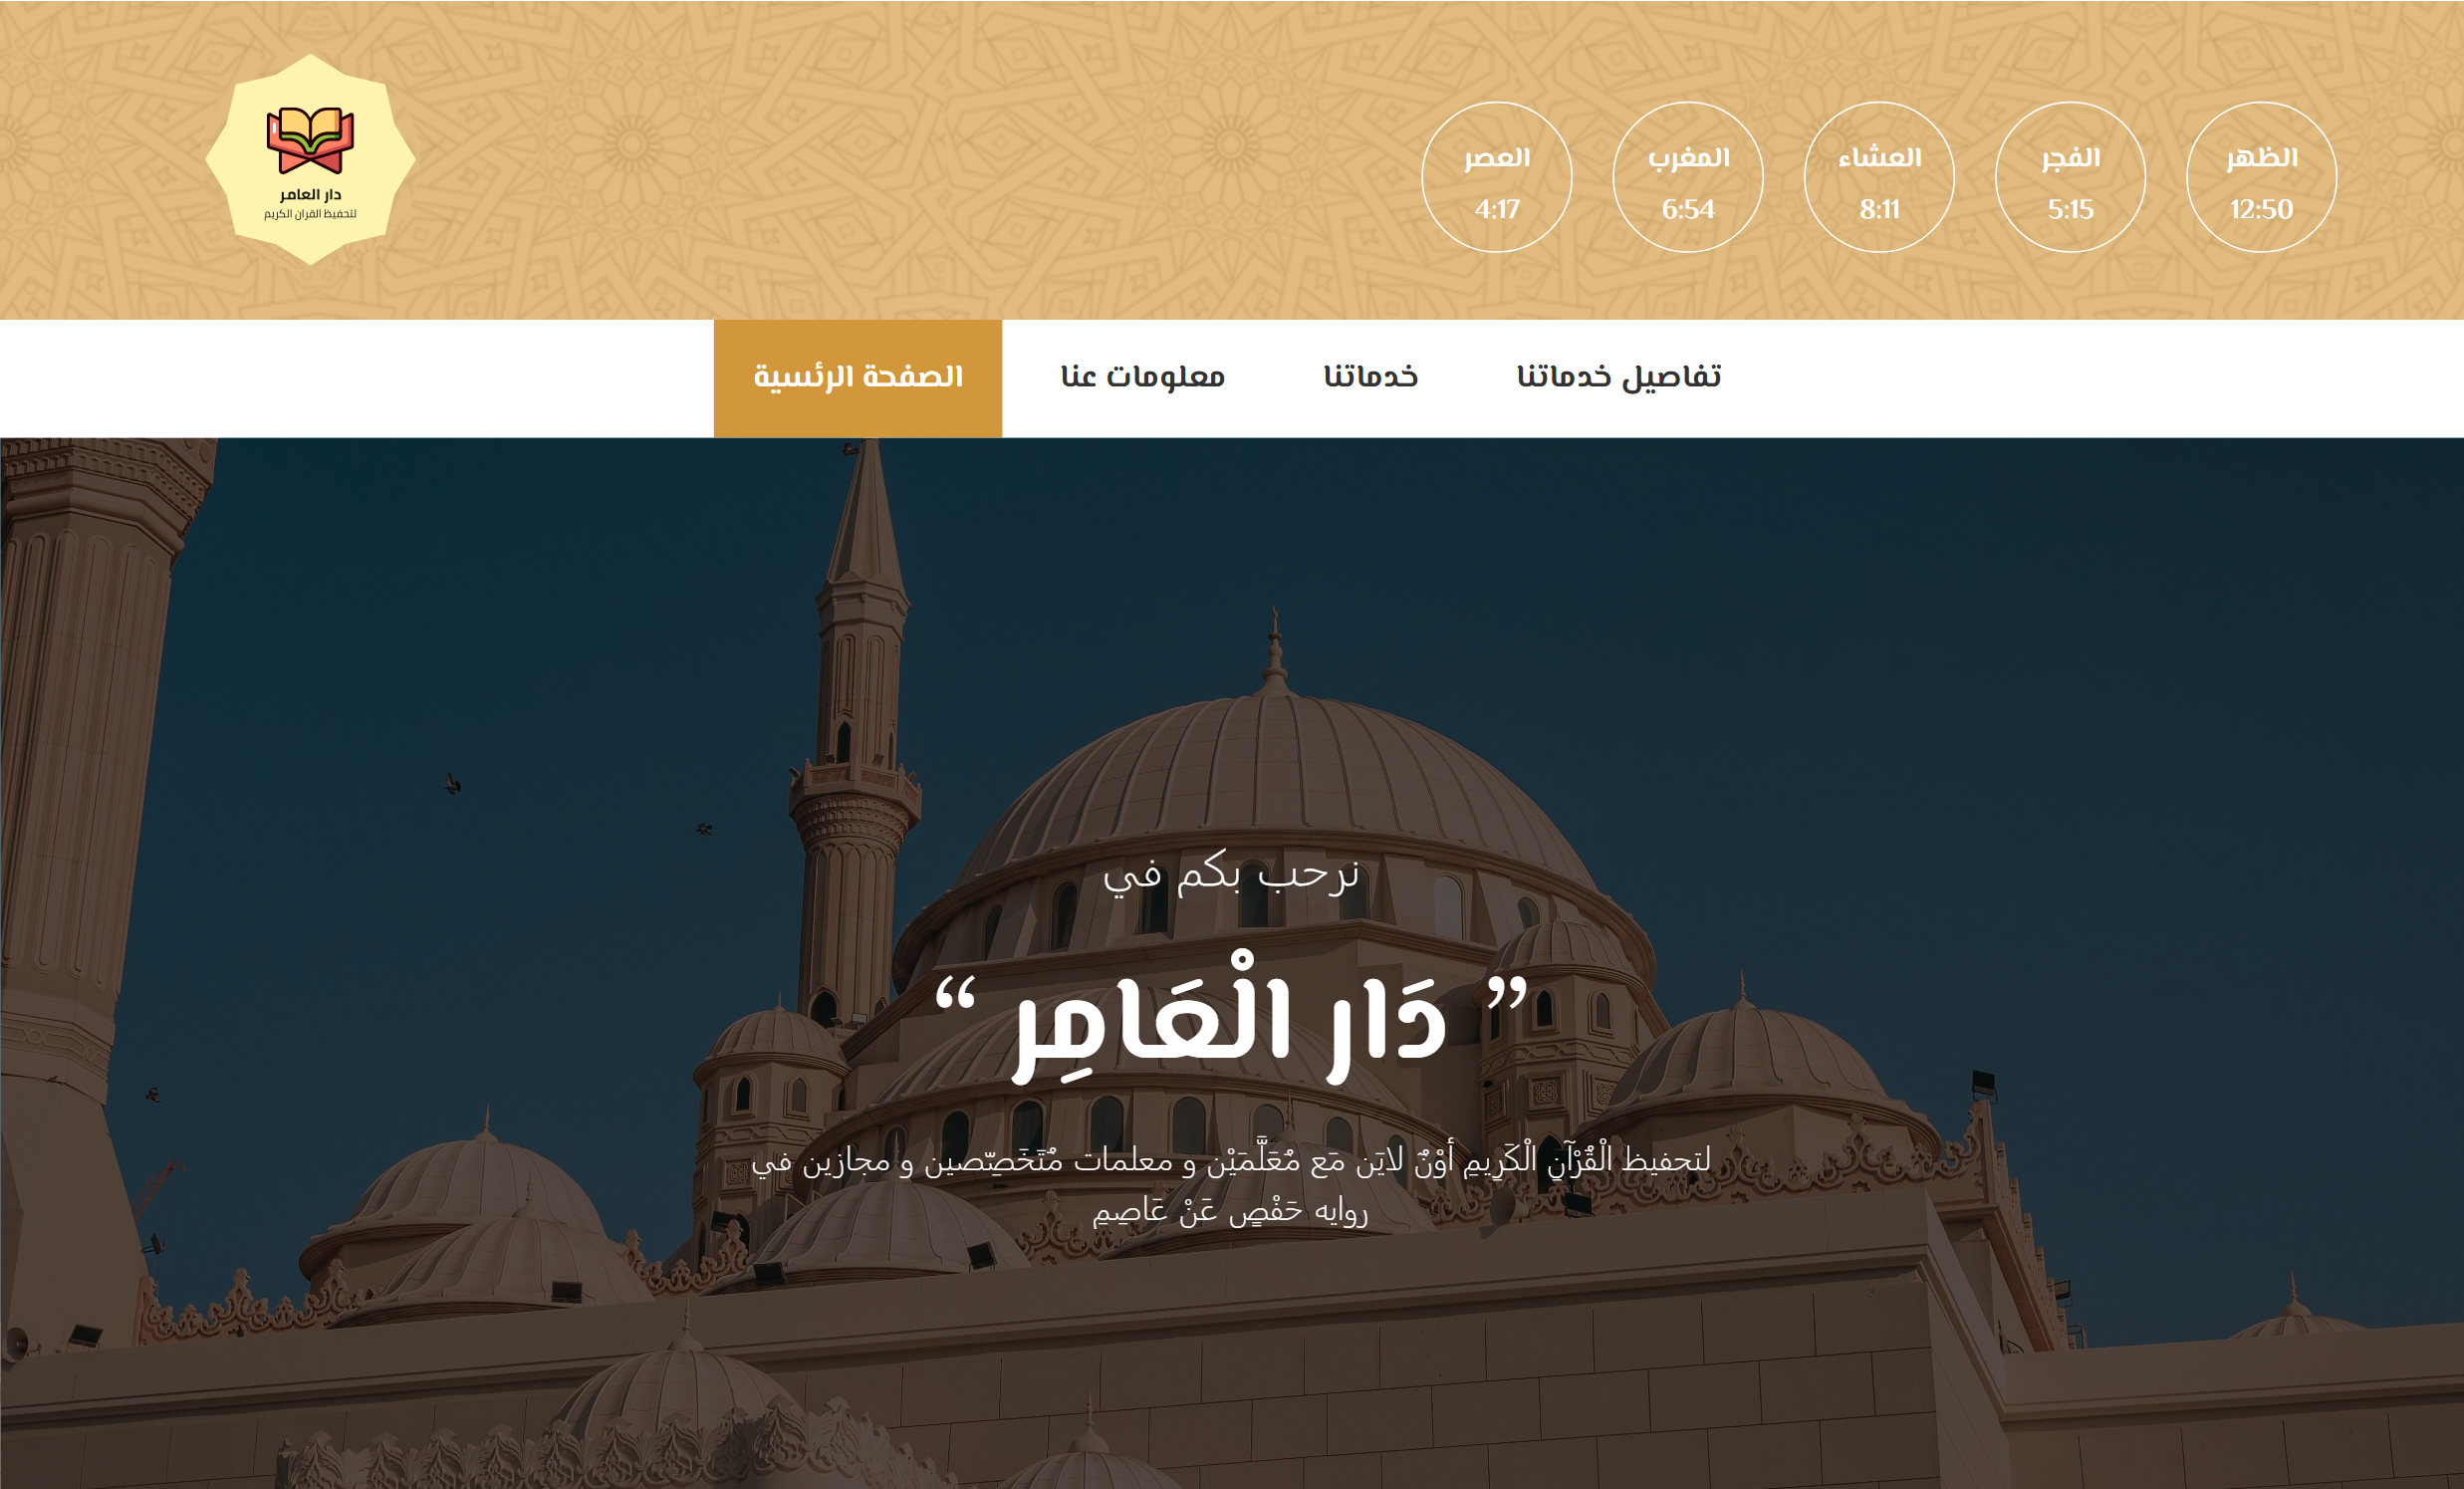 الظهر
12:50
الفجر
5:15
العشاء
8:11
المغرب
6:54
العصر
4:17
دار العامر
لتحفيظ القران الكريم
تفاصيل خدماتنا
خدماتنا
معلومات عنا
الصفحة الرئسية
نرحب بكم في
” دَار الْعَامِر “
لتحفيظ الْقُرْآنِ الْكَرِيمِ أوْنٌ لايَن مَع مُعَلَّمَيْن و معلمات مُتَخَصِّصين و مجازين في
روايه حَفْصٍ عَنْ عَاصِمِ